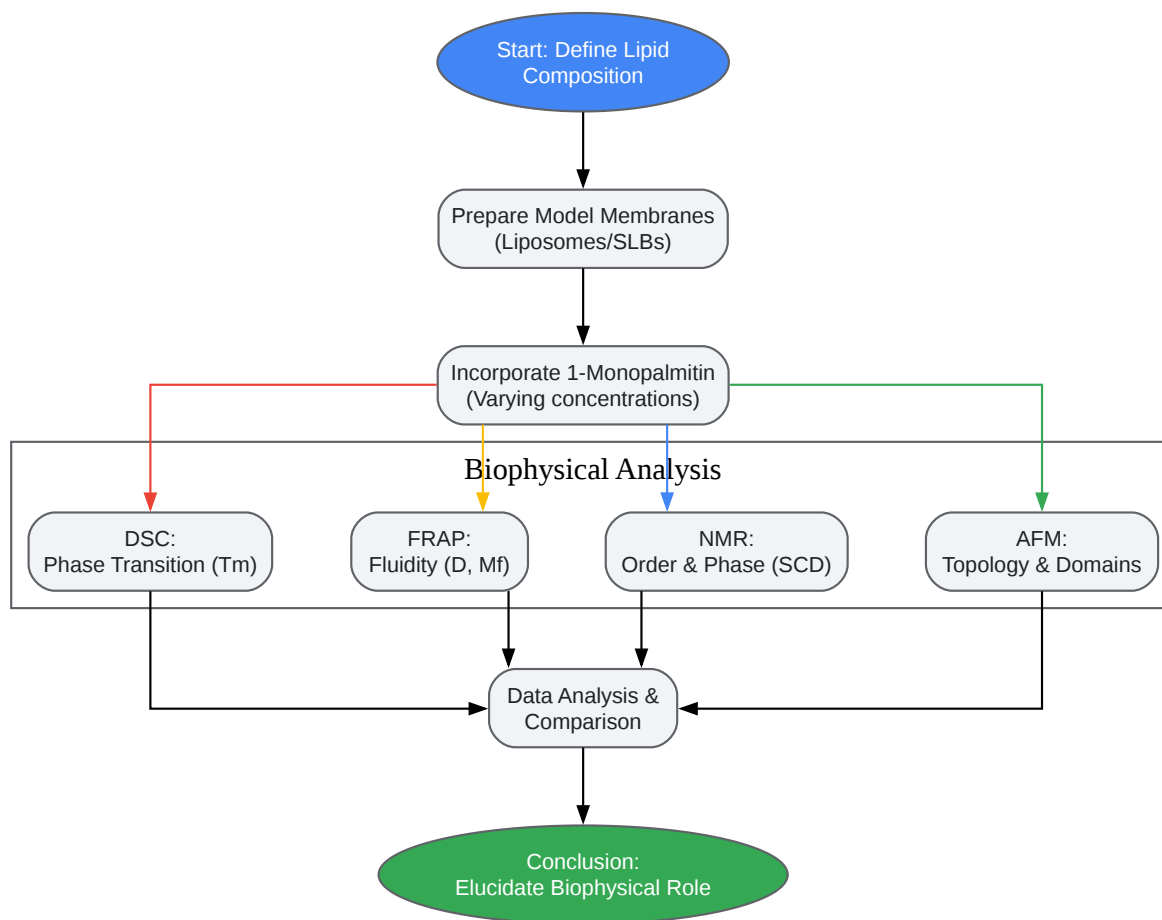 Start: Define Lipid
Composition
Prepare Model Membranes
(Liposomes/SLBs)
Incorporate 1-Monopalmitin
(Varying concentrations)
Biophysical Analysis
DSC:
Phase Transition (Tm)
FRAP:
Fluidity (D, Mf)
NMR:
Order & Phase (SCD)
AFM:
Topology & Domains
Data Analysis &
Comparison
Conclusion:
Elucidate Biophysical Role